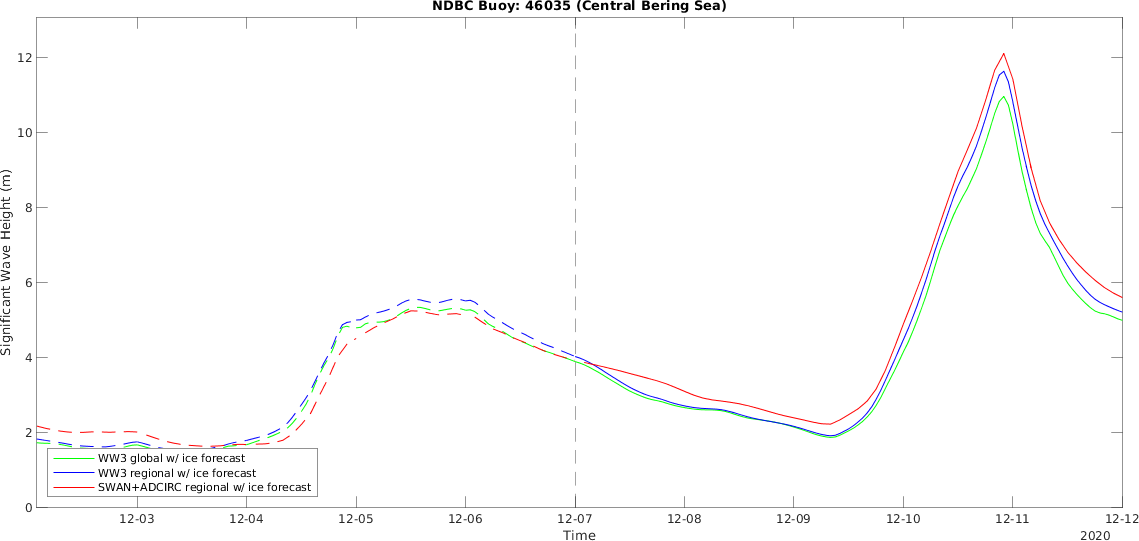 NDBC Buoy: 46035 (Central Bering Sea)
Significant Wave Height (m)
12
10
8
6
4
2
0
WW3 global w/ ice forecast
WW3 regional w/ ice forecast
SWAN+ADCIRC regional w/ ice forecast
12-03 12-04 12-05 12-06 12-07 12-08 12-09 12-10 12-11 12-12
Time
2020